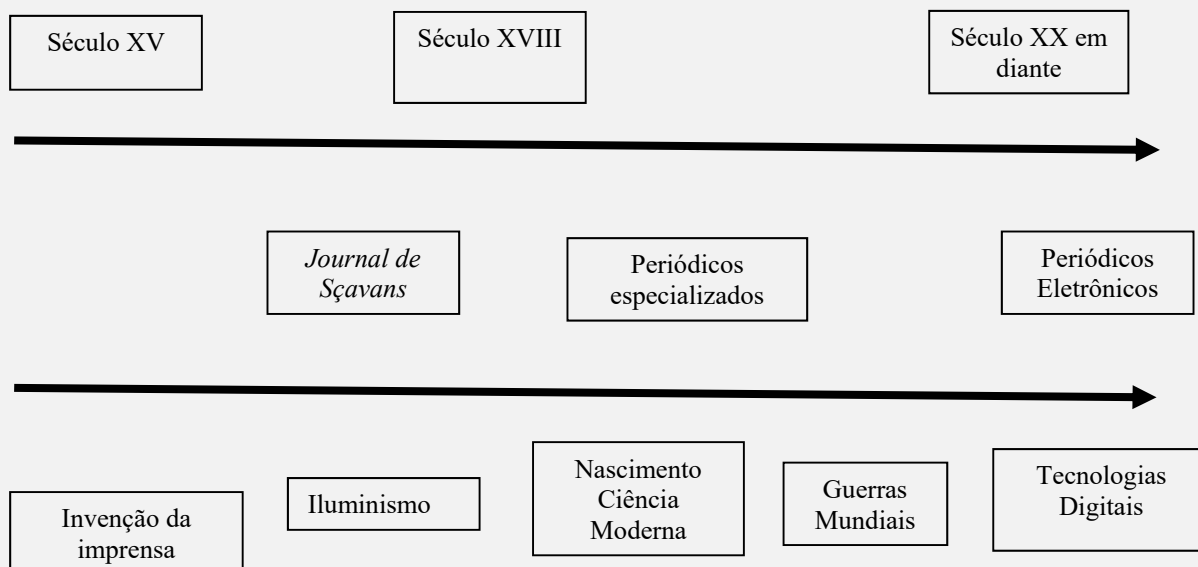 Século XV
Século XVIII
Século XX em
diante
Journal de
Sçavans
Periódicos
especializados
Periódicos
Eletrônicos
Invenção da
imprensa
Iluminismo
Nascimento
Ciência
Moderna
Guerras
Mundiais
Tecnologias
Digitais